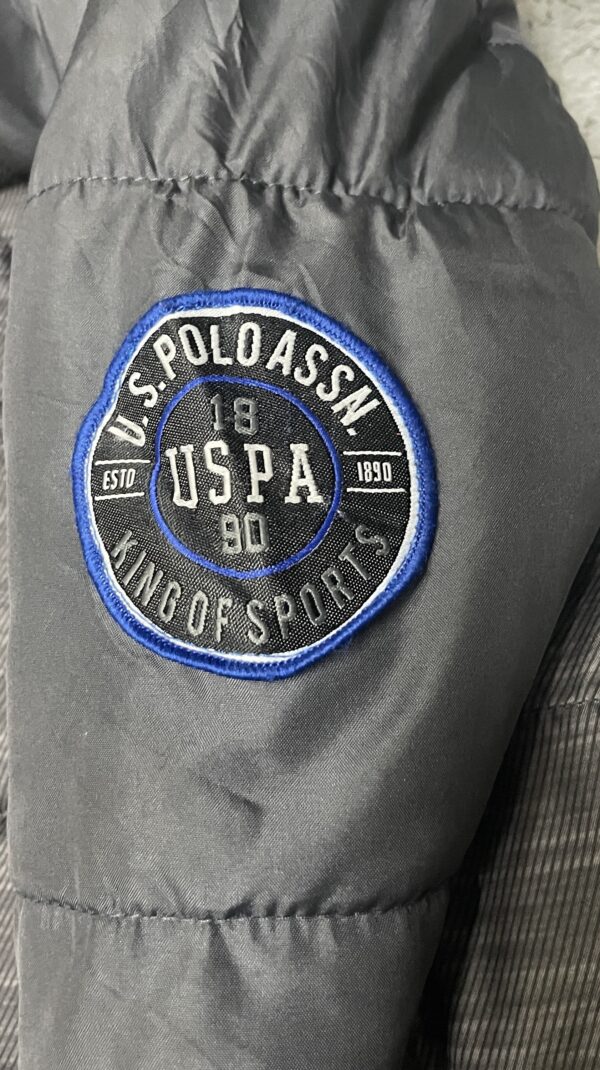 U.S. POLO ASSN.
18
ESTD USPA 1890
90
KING OF SPORTS